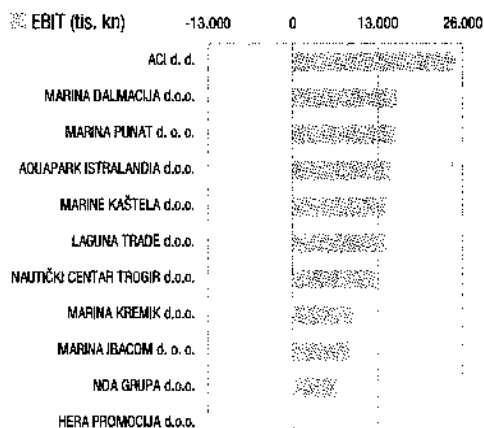 EBIT (tis. kn)
-13.000 0 13.000 26.000
ACI d. d.
MARINA DALMACIJA d.o.o.
MARINA PUNAT d. o. o.
AQUAPARK ISTRALANDIA d.o.o.
MARINE KAŠTELA d.o.o.
LAGUNA TRADE d.o.o.
NAUTIČKI CENTAR TROGIR d.o.o.
MARINA KREMIK d.o.o.
MARINA IBACOM d. o. o.
NOA GRUPA d.o.o.
HERA PROMOCIJA d.o.o.